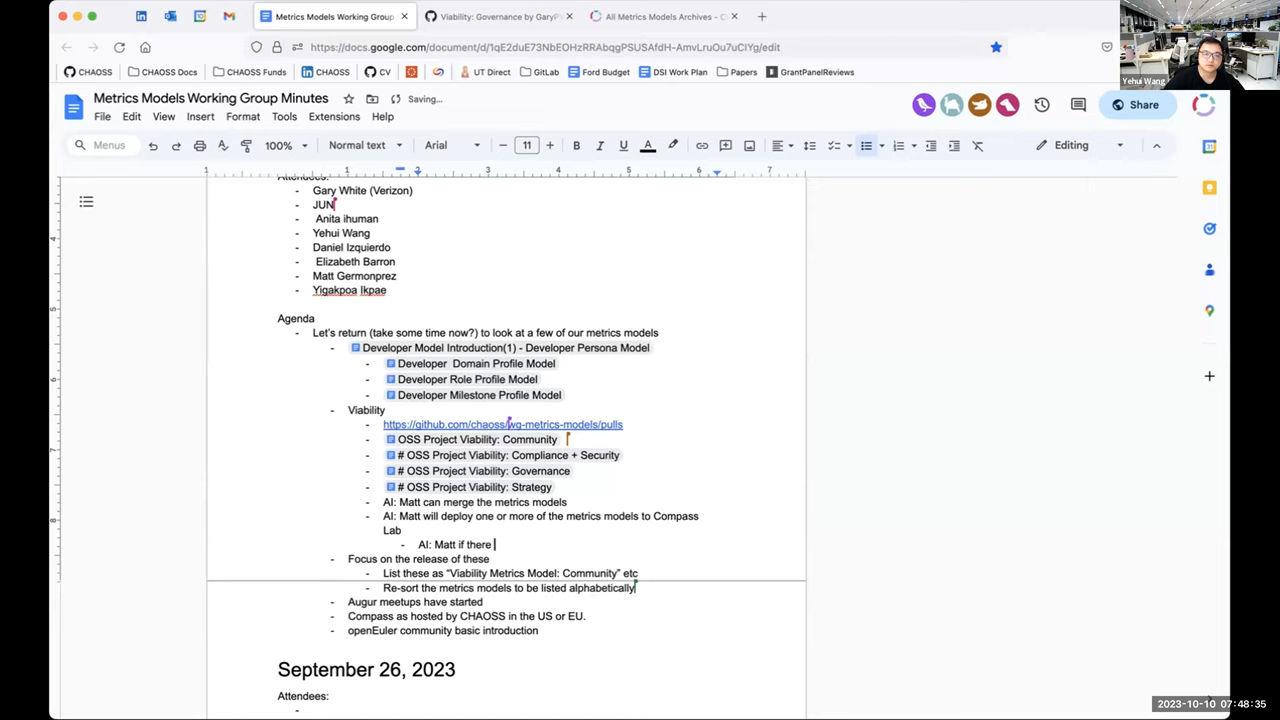 Metrics Models Working Group
Viability: Governance by GaryP
All Metrics Models Archives - C
https://docs.google.com/document/d/1qE2duE73NbEOHzRRAbqgPSUSAfdH-AmvLruOu7uCIYg/edit
CHAOSS
CHAOSS Docs
CHAOSS Funds
CHAOSS
CV
UT Direct
GitLab
Ford Budget
DSI Work Plan
Papers
GrantPanelReviews
Yehui Wang
Metrics Models Working Group Minutes
Saving...
File Edit View Insert Format Tools Extensions Help
Share
Menus
100%
Normal text
Arial
11
Editing
1 1 2 3 4 5 6 7
Attendees:
- Gary White (Verizon)
- JUN
- Anita ihuman
- Yehui Wang
- Daniel Izquierdo
- Elizabeth Barron
- Matt Germonprez
- Yigakpoa Ikpae
Agenda
- Let's return (take some time now?) to look at a few of our metrics models
- Developer Model Introduction(1) - Developer Persona Model
- Developer Domain Profile Model
- Developer Role Profile Model
- Developer Milestone Profile Model
- Viability
- https://github.com/chaoss/wg-metrics-models/pulls
- OSS Project Viability: Community
- # OSS Project Viability: Compliance + Security
- # OSS Project Viability: Governance
- # OSS Project Viability: Strategy
- AI: Matt can merge the metrics models
- AI: Matt will deploy one or more of the metrics models to Compass
Lab
- AI: Matt if there
- Focus on the release of these
- List these as “Viability Metrics Model: Community” etc
- Re-sort the metrics models to be listed alphabetically
- Augur meetups have started
- Compass as hosted by CHAOSS in the US or EU.
- openEuler community basic introduction
September 26, 2023
Attendees:
-
2023-10-10 07:48:35